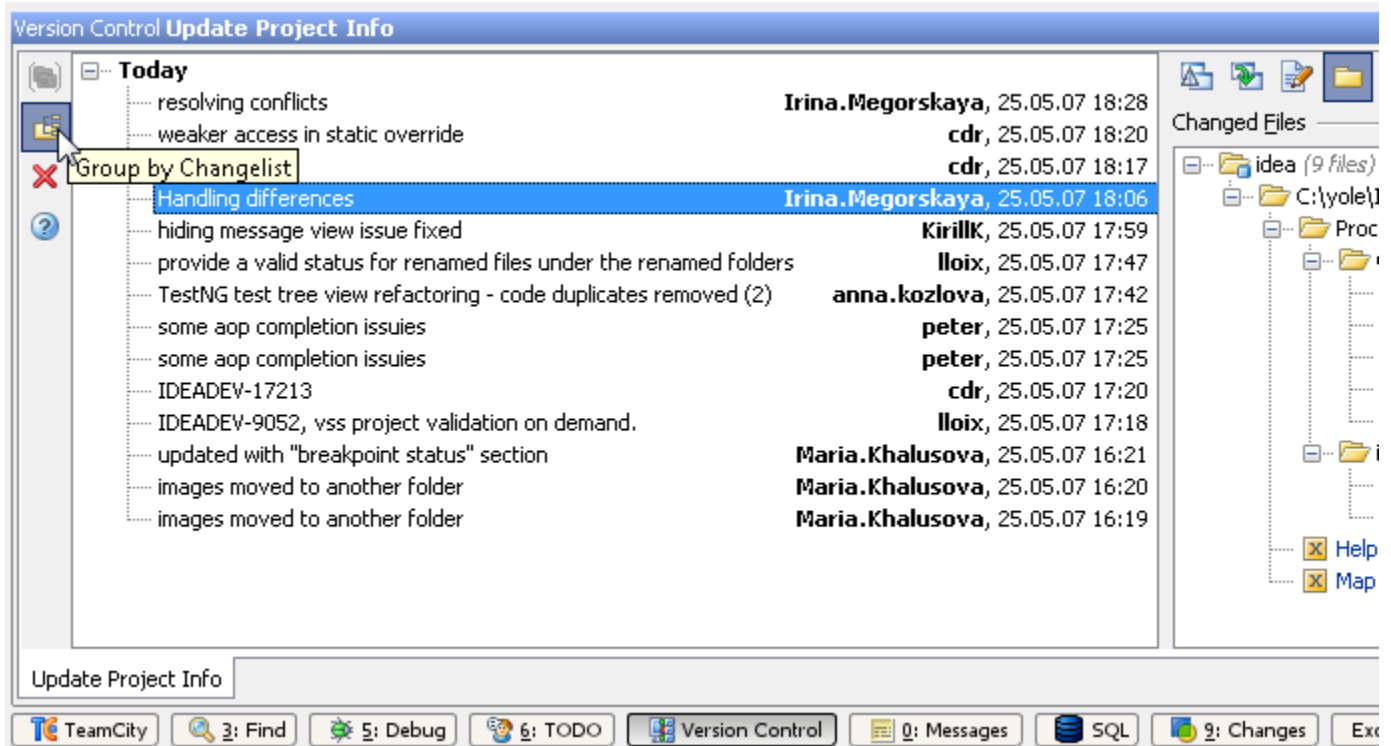 Version Control Update Project Info
Today
resolving conflicts Irina.Megorskaya, 25.05.07 18:28
weaker access in static override cdr, 25.05.07 18:20
Group by Changelist cdr, 25.05.07 18:17
Handling differences Irina.Megorskaya, 25.05.07 18:06
hiding message view issue fixed KirillK, 25.05.07 17:59
provide a valid status for renamed files under the renamed folders lloix, 25.05.07 17:47
TestNG test tree view refactoring - code duplicates removed (2) anna.kozlova, 25.05.07 17:42
some aop completion issuies peter, 25.05.07 17:25
some aop completion issuies peter, 25.05.07 17:25
IDEADEV-17213 cdr, 25.05.07 17:20
IDEADEV-9052, vss project validation on demand. lloix, 25.05.07 17:18
updated with "breakpoint status" section Maria.Khalusova, 25.05.07 16:21
images moved to another folder Maria.Khalusova, 25.05.07 16:20
images moved to another folder Maria.Khalusova, 25.05.07 16:19
Changed Files
idea (9 files)
C:\yole\
Proc
Help
Map
Update Project Info
TeamCity 3: Find 5: Debug 6: TODO Version Control 0: Messages SQL 9: Changes Exc